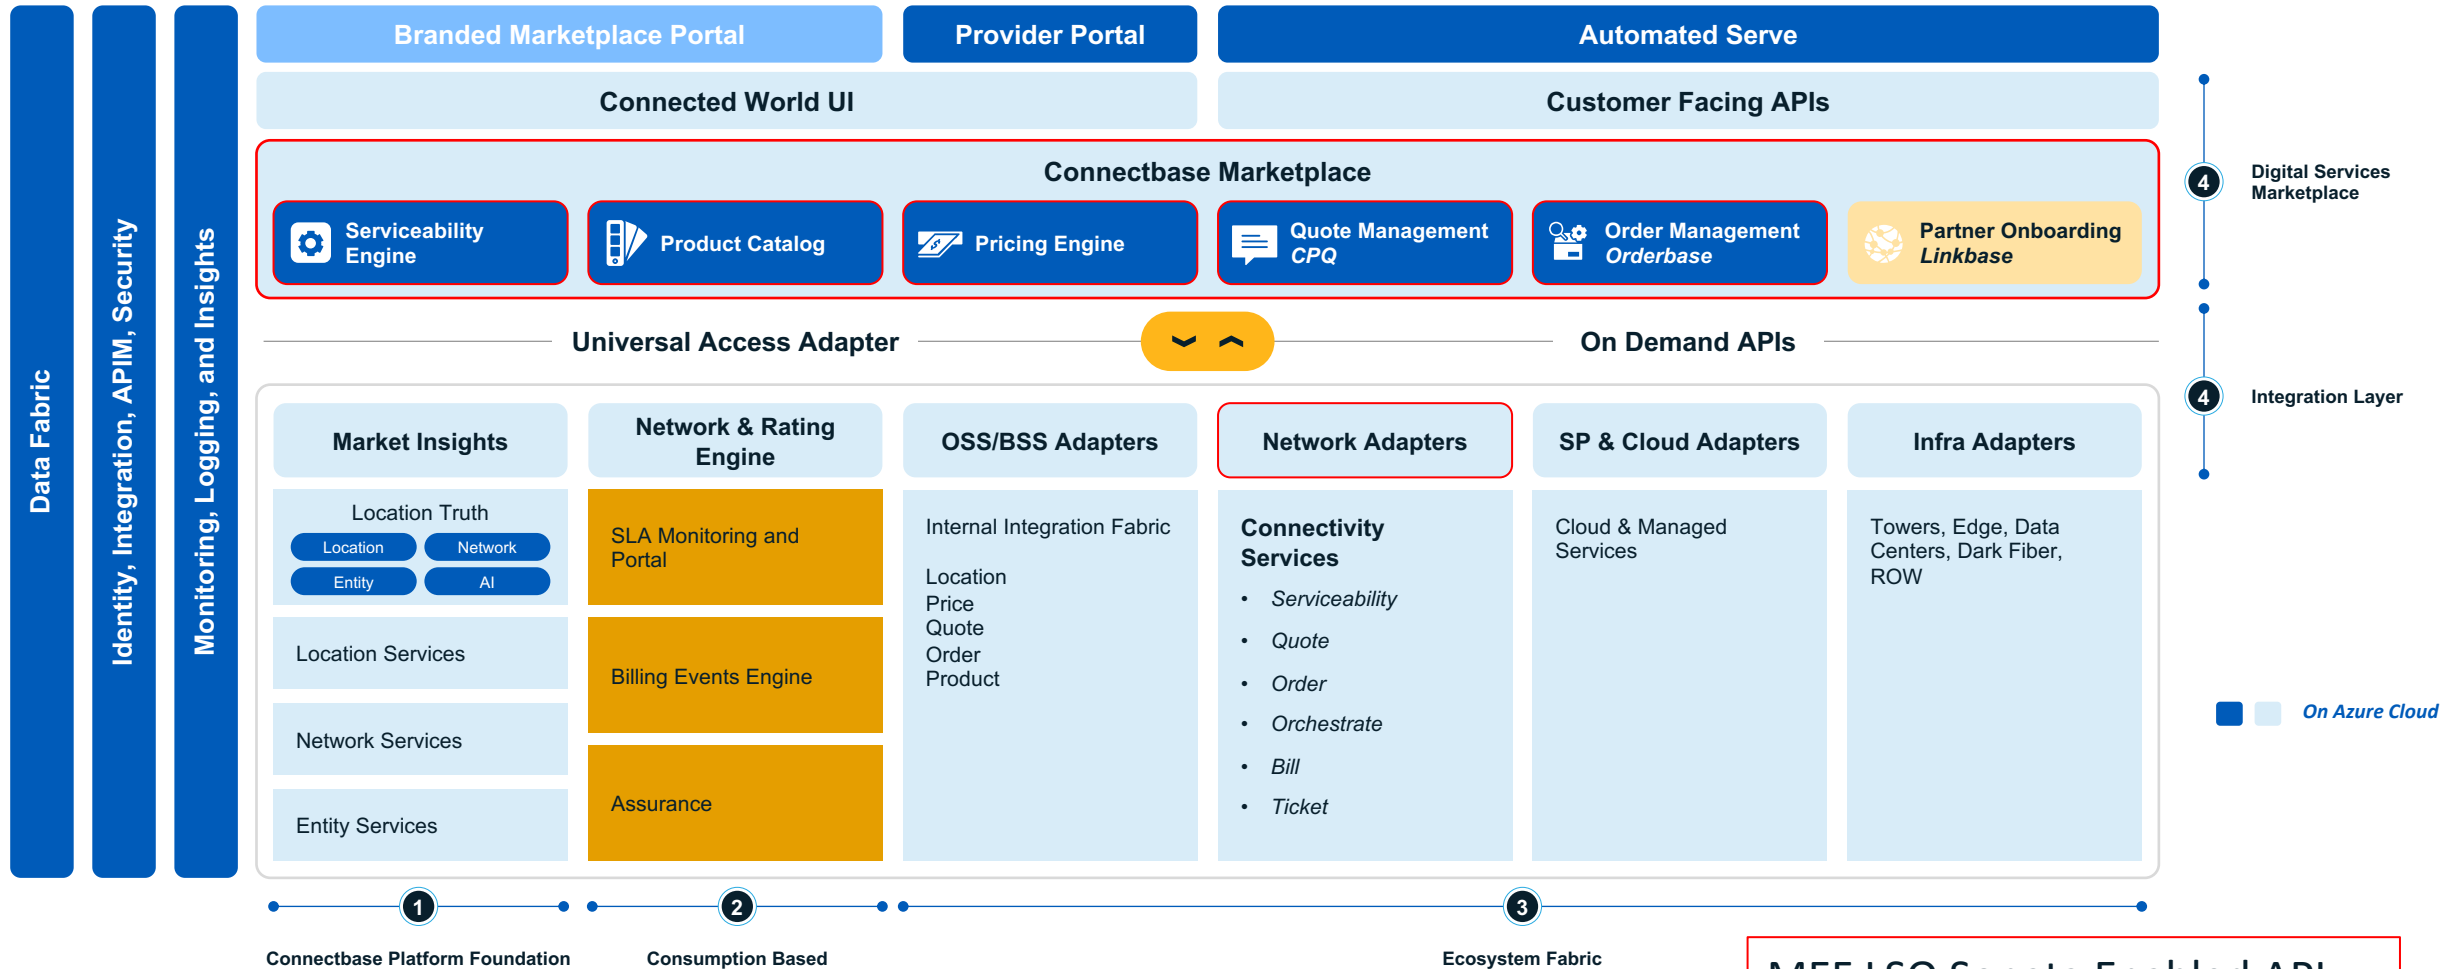 Data Fabric
Identity, Integration, APIM, Security
Monitoring, Logging, and Insights
Branded Marketplace Portal
Provider Portal
Automated Serve
Connected World UI
Customer Facing APIs
Connectbase Marketplace
Serviceability
Engine
Product Catalog
Pricing Engine
Quote Management
CPQ
Order Management
Orderbase
Partner Onboarding
Linkbase
4
Digital Services
Marketplace
Universal Access Adapter
On Demand APIs
4
Integration Layer
Market Insights
Network & Rating
Engine
OSS/BSS Adapters
Network Adapters
SP & Cloud Adapters
Infra Adapters
Location Truth
Location
Network
Entity
AI
Location Services
Network Services
Entity Services
SLA Monitoring and
Portal
Billing Events Engine
Assurance
Internal Integration Fabric
Location
Price
Quote
Order
Product
Connectivity
Services
• Serviceability
• Quote
• Order
• Orchestrate
• Bill
• Ticket
Cloud & Managed
Services
Towers, Edge, Data
Centers, Dark Fiber,
ROW
On Azure Cloud
1
2
3
Connectbase Platform Foundation
Consumption Based
Ecosystem Fabric
MEF LSO Sonata Enabled API